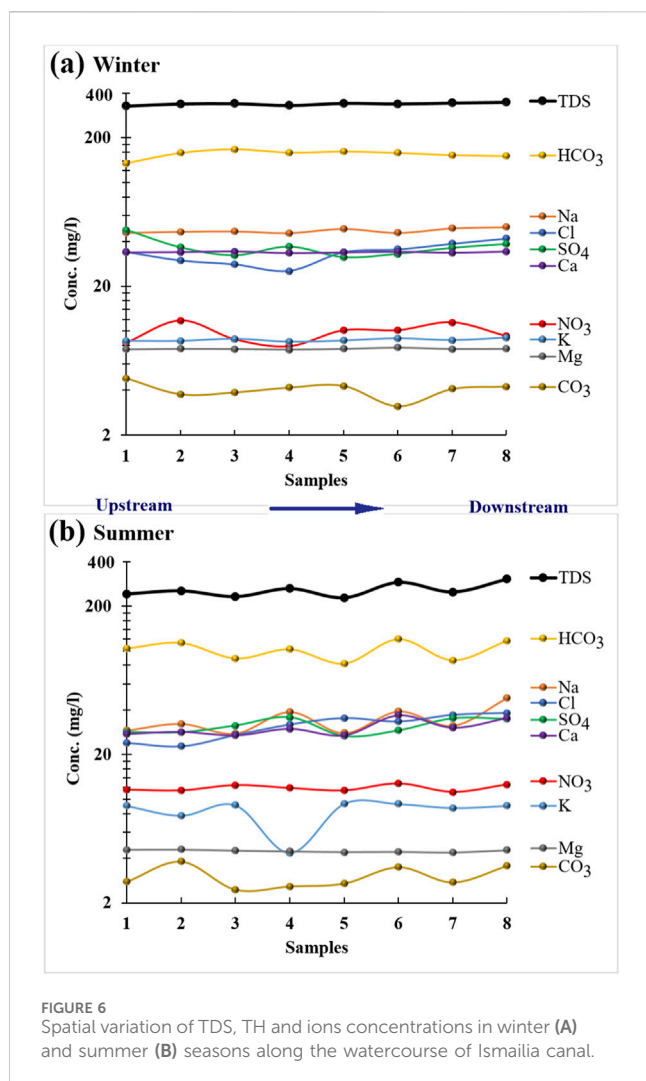 (a) Winter
400
200
20
2
Conc. (mg/l)
TDS
HCO₃
Na
Cl
SO₄
Ca
NO₃
K
Mg
CO₃
1 2 3 4 5 6 7 8
Samples
Upstream Downstream
(b) Summer
400
200
20
2
Conc. (mg/l)
TDS
HCO₃
Na
Cl
SO₄
Ca
NO₃
K
Mg
CO₃
1 2 3 4 5 6 7 8
Samples
FIGURE 6
Spatial variation of TDS, TH and ions concentrations in winter (A)
and summer (B) seasons along the watercourse of Ismailia canal.